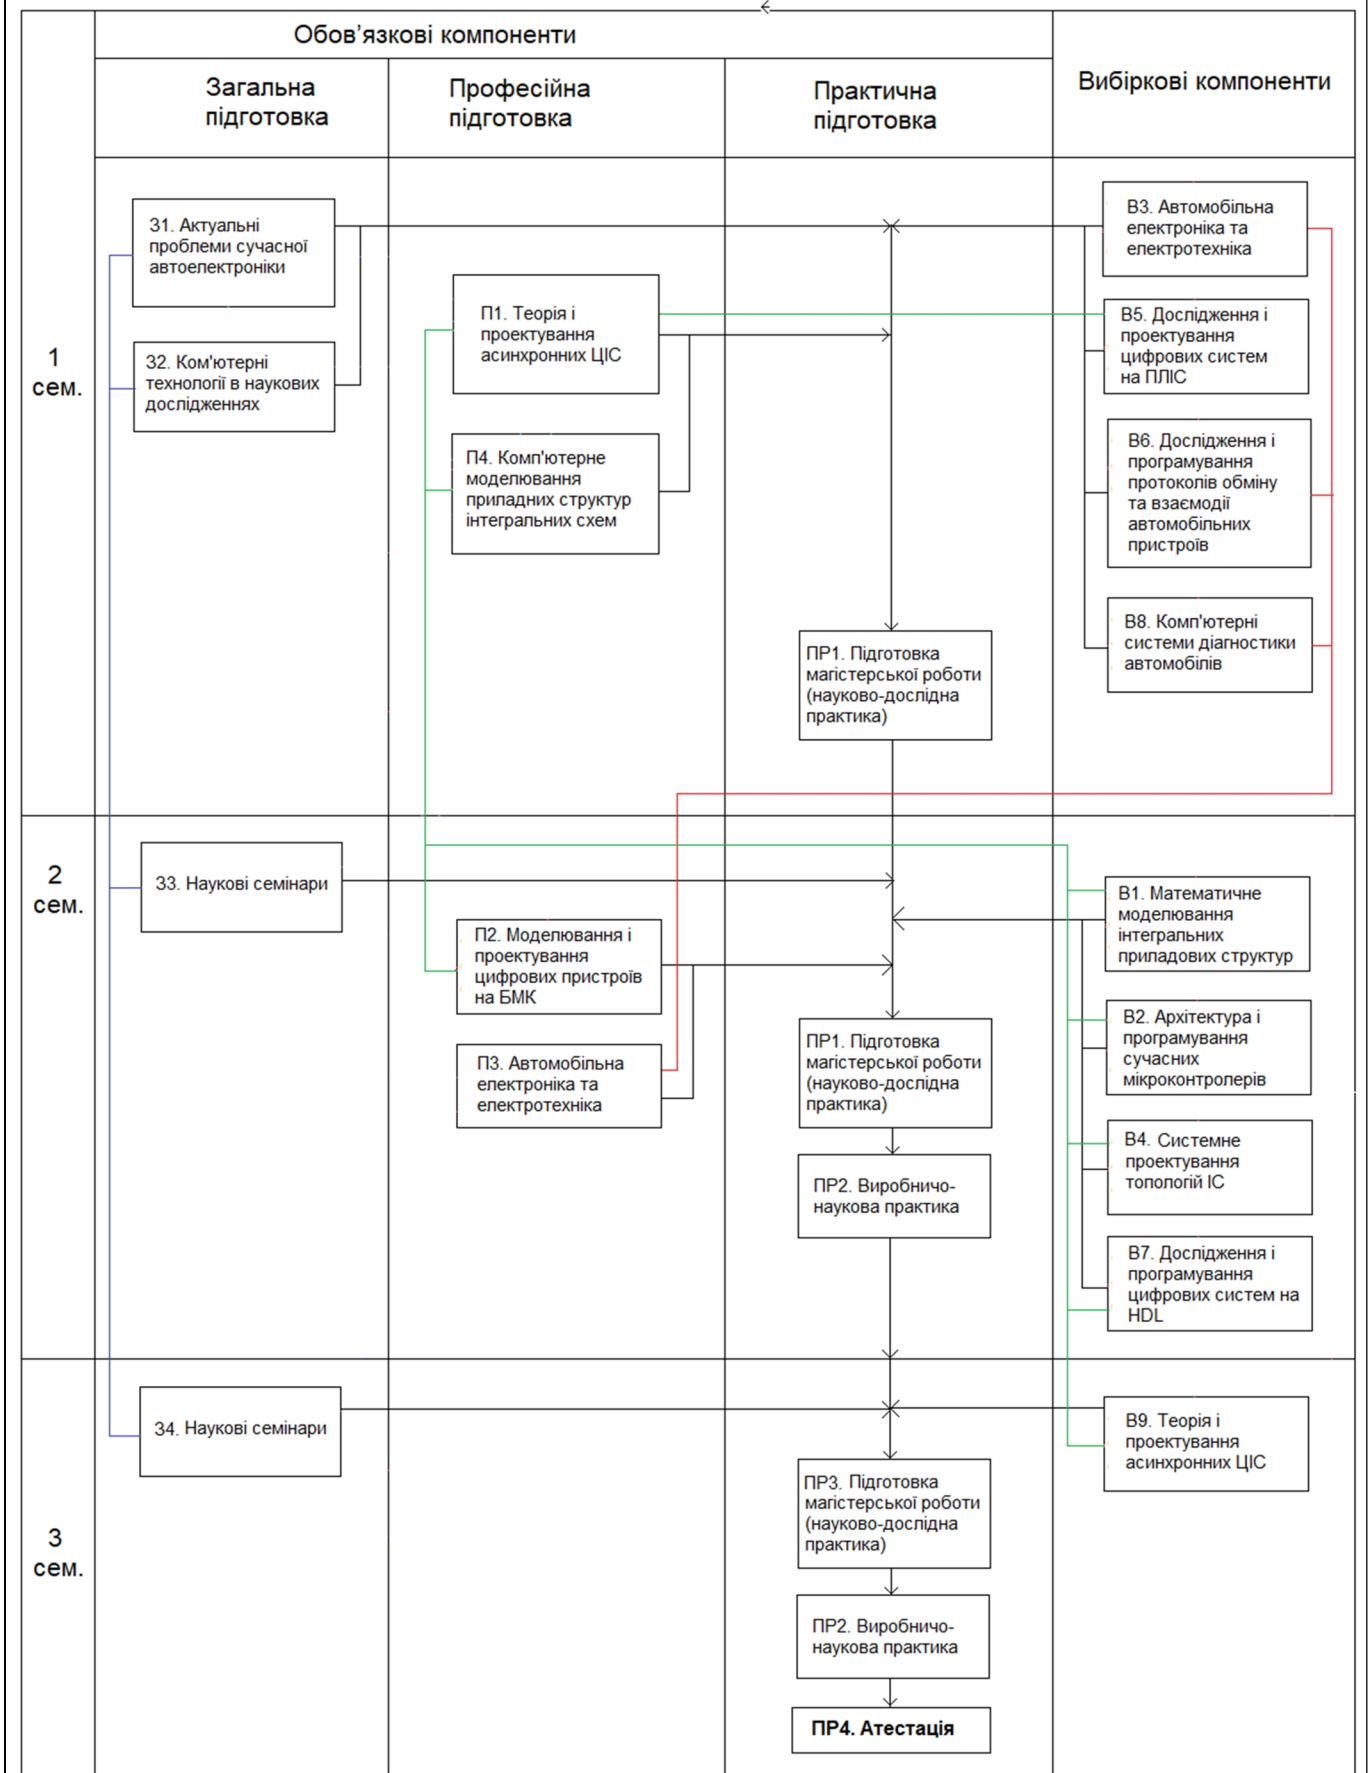 Обов’язкові компоненти
Вибіркові компоненти
Загальна
підготовка
Професійна
підготовка
Практична
підготовка
1
сем.
З1. Актуальні
проблеми сучасної
автоелектроніки
З2. Ком'ютерні
технології в наукових
дослідженнях
П1. Теорія і
проектування
асинхронних ЦІС
П4. Комп'ютерне
моделювання
приладних структур
інтегральних схем
ПР1. Підготовка
магістерської роботи
(науково-дослідна
практика)
В3. Автомобільна
електроніка та
електротехніка
В5. Дослідження і
проектування
цифрових систем
на ПЛІС
В6. Дослідження і
програмування
протоколів обміну
та взаємодії
автомобільних
пристроїв
В8. Комп'ютерні
системи діагностики
автомобілів
2
сем.
З3. Наукові семінари
П2. Моделювання і
проектування
цифрових пристроїв
на БМК
П3. Автомобільна
електроніка та
електротехніка
ПР1. Підготовка
магістерської роботи
(науково-дослідна
практика)
ПР2. Виробничо-
наукова практика
В1. Математичне
моделювання
інтегральних
приладових структур
В2. Архітектура і
програмування
сучасних
мікроконтролерів
В4. Системне
проектування
топологій ІС
В7. Дослідження і
програмування
цифрових систем на
HDL
3
сем.
З4. Наукові семінари
ПР3. Підготовка
магістерської роботи
(науково-дослідна
практика)
ПР2. Виробничо-
наукова практика
ПР4. Атестація
В9. Теорія і
проектування
асинхронних ЦІС